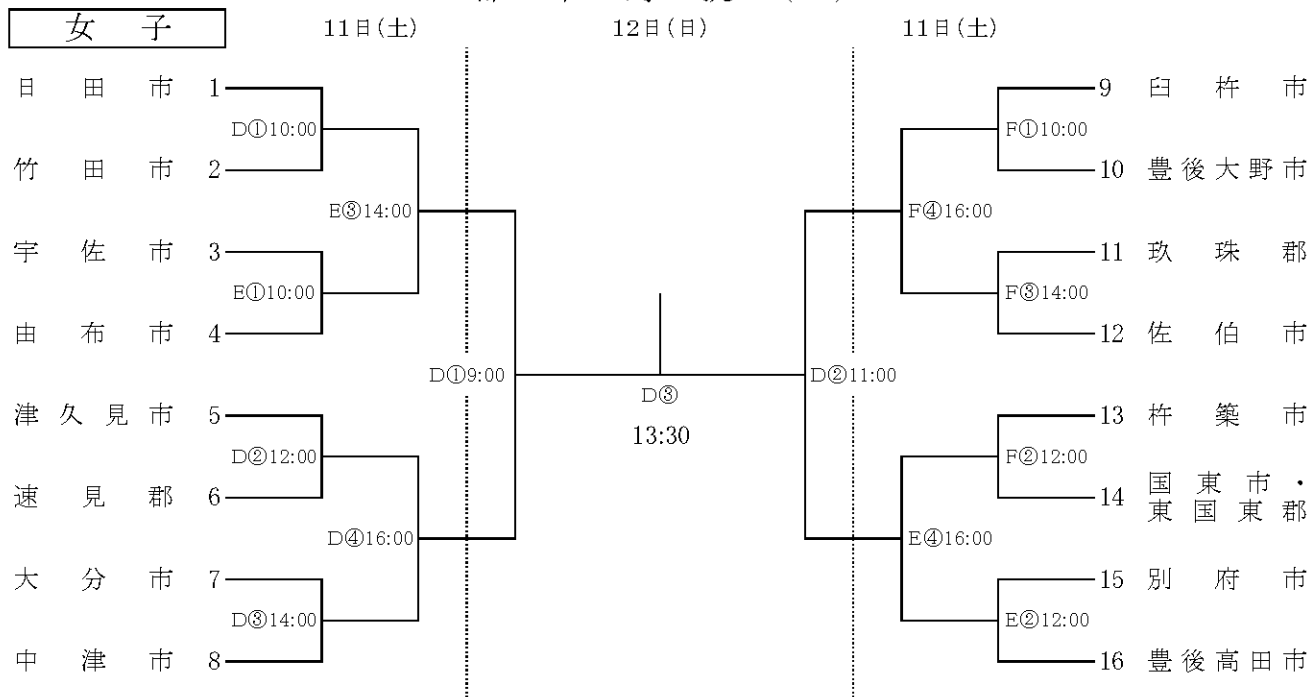 女 子
11日(土) 12日(日) 11日(土)
日田市 1
D①10:00
竹田市 2
E③14:00
宇佐市 3
E①10:00
由布市 4
D①9:00
津久見市 5
D②12:00
速見郡 6
D④16:00
大分市 7
D③14:00
中津市 8
D③
13:30
9 臼杵市
F①10:00
10 豊後大野市
F④16:00
11 玖珠郡
F③14:00
12 佐伯市
D②11:00
13 杵築市
F②12:00
14 国東市・
東国東郡
E④16:00
15 別府市
E②12:00
16 豊後高田市